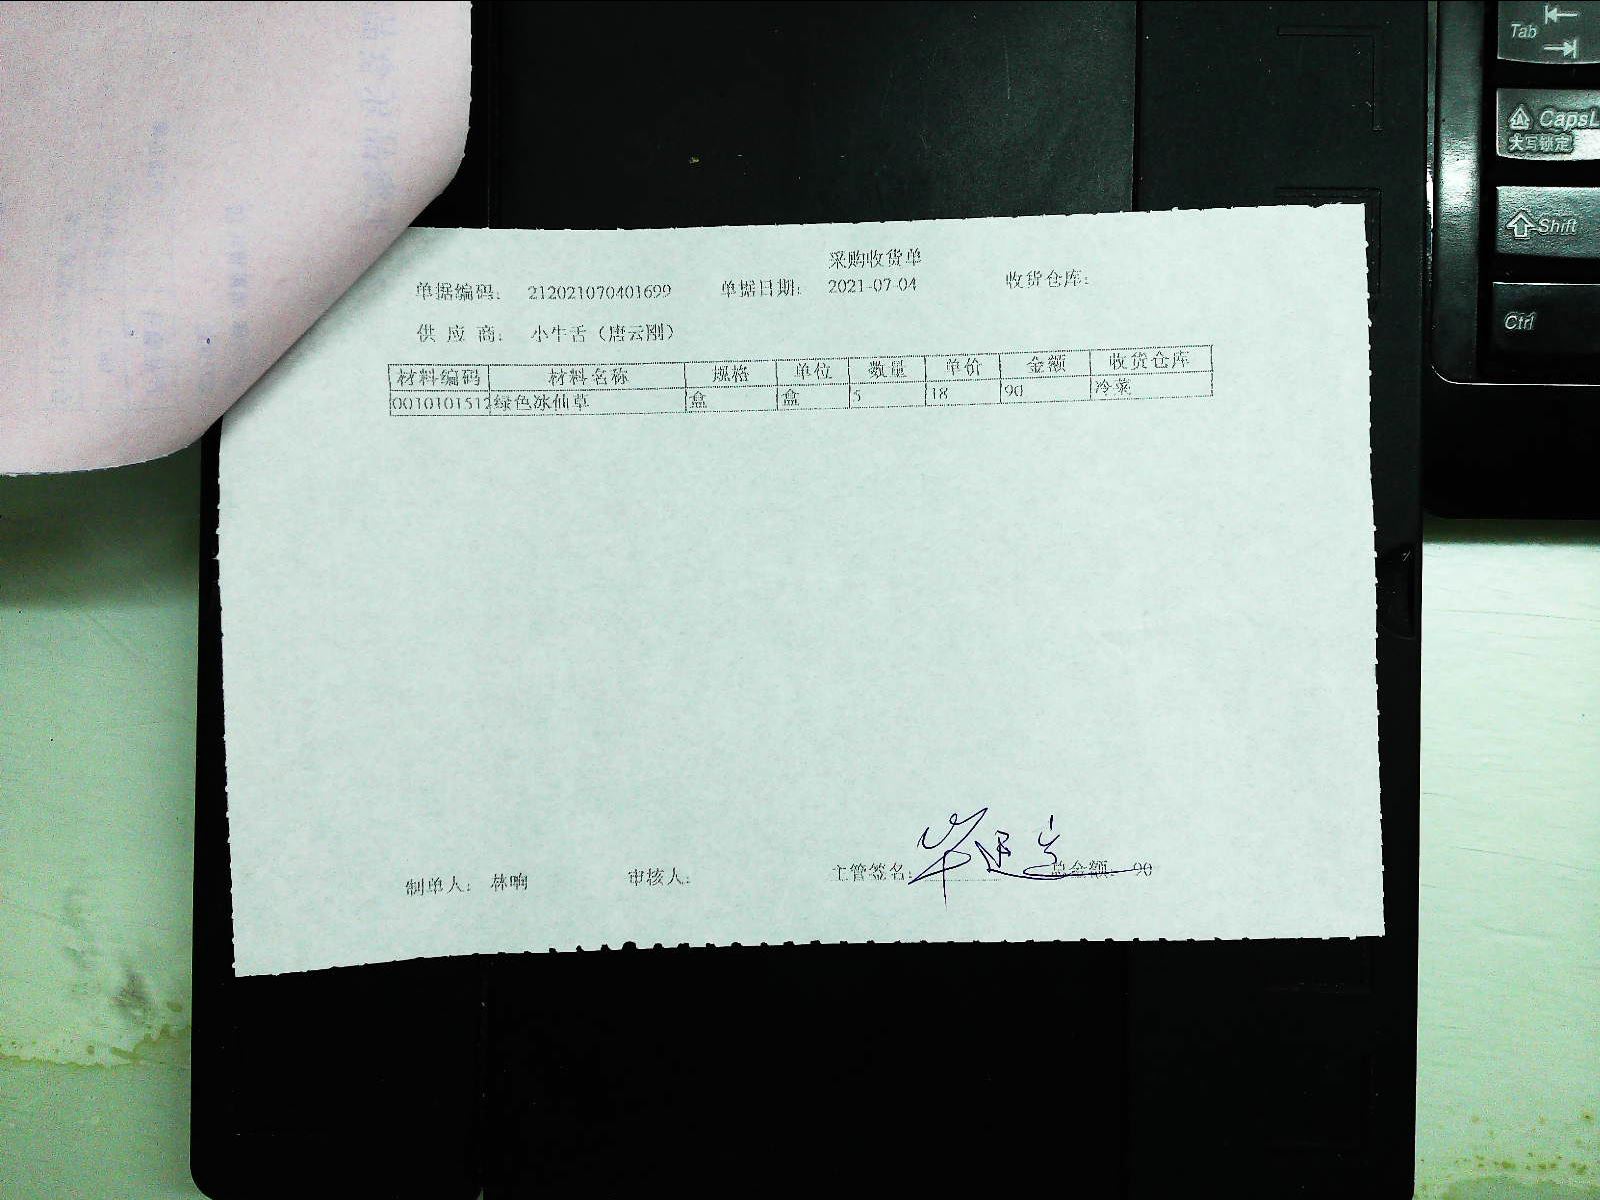 采购收货单
单据编码: 212021070401699 单据日期: 2021-07-04 收货仓库:
供 应 商: 小牛舌（唐云刚）
材料编码 材料名称 规格 单位 数量 单价 金额 收货仓库
0010101512 绿色冰仙草 盒 盒 5 18 90 冷菜
制单人: 林响 审核人: 主管签名: 总金额: 90
Tab
CapsL
大写锁定
Shift
Ctrl